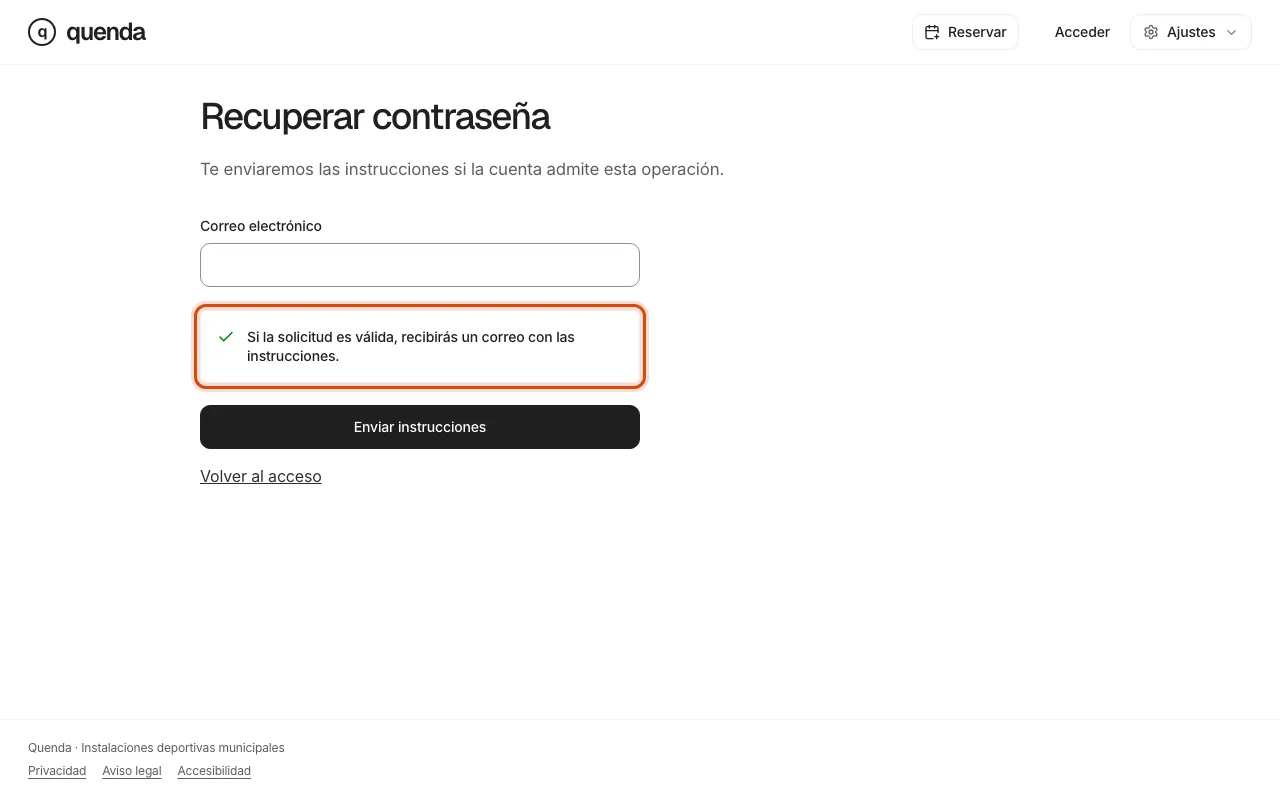 q quenda
Reservar
Acceder
Ajustes
Recuperar contraseña
Te enviaremos las instrucciones si la cuenta admite esta operación.
Correo electrónico
Si la solicitud es válida, recibirás un correo con las
instrucciones.
Enviar instrucciones
Volver al acceso
Quenda · Instalaciones deportivas municipales
Privacidad Aviso legal Accesibilidad